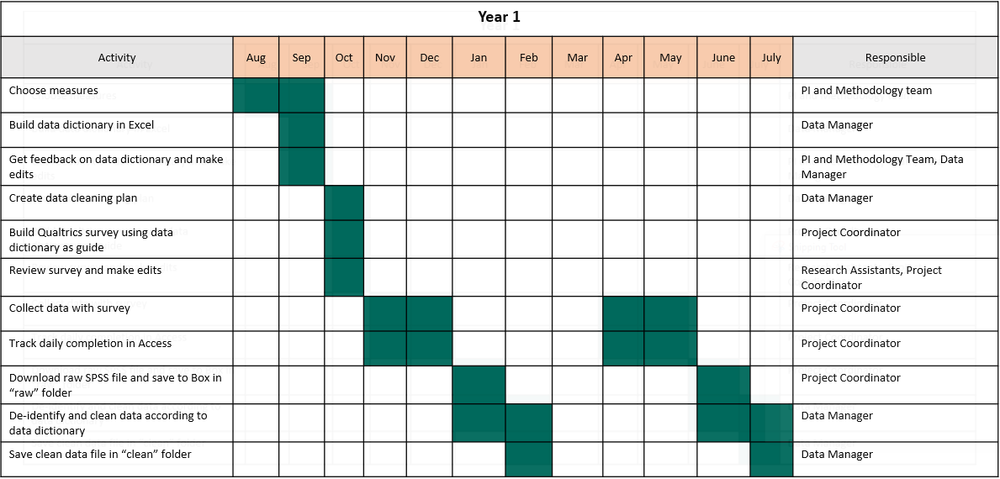 Year 1
Activity Aug Sep Oct Nov Dec Jan Feb Mar Apr May June July Responsible
Choose measures PI and Methodology team
Build data dictionary in Excel Data Manager
Get feedback on data dictionary and make PI and Methodology Team, Data
edits Manager
Create data cleaning plan Data Manager
Build Qualtrics survey using data Project Coordinator
dictionary as guide
Review survey and make edits Research Assistants, Project
Coordinator
Collect data with survey Project Coordinator
Track daily completion in Access Project Coordinator
Download raw SPSS file and save to Box in Project Coordinator
“raw” folder
De-identify and clean data according to Data Manager
data dictionary
Save clean data file in “clean” folder Data Manager